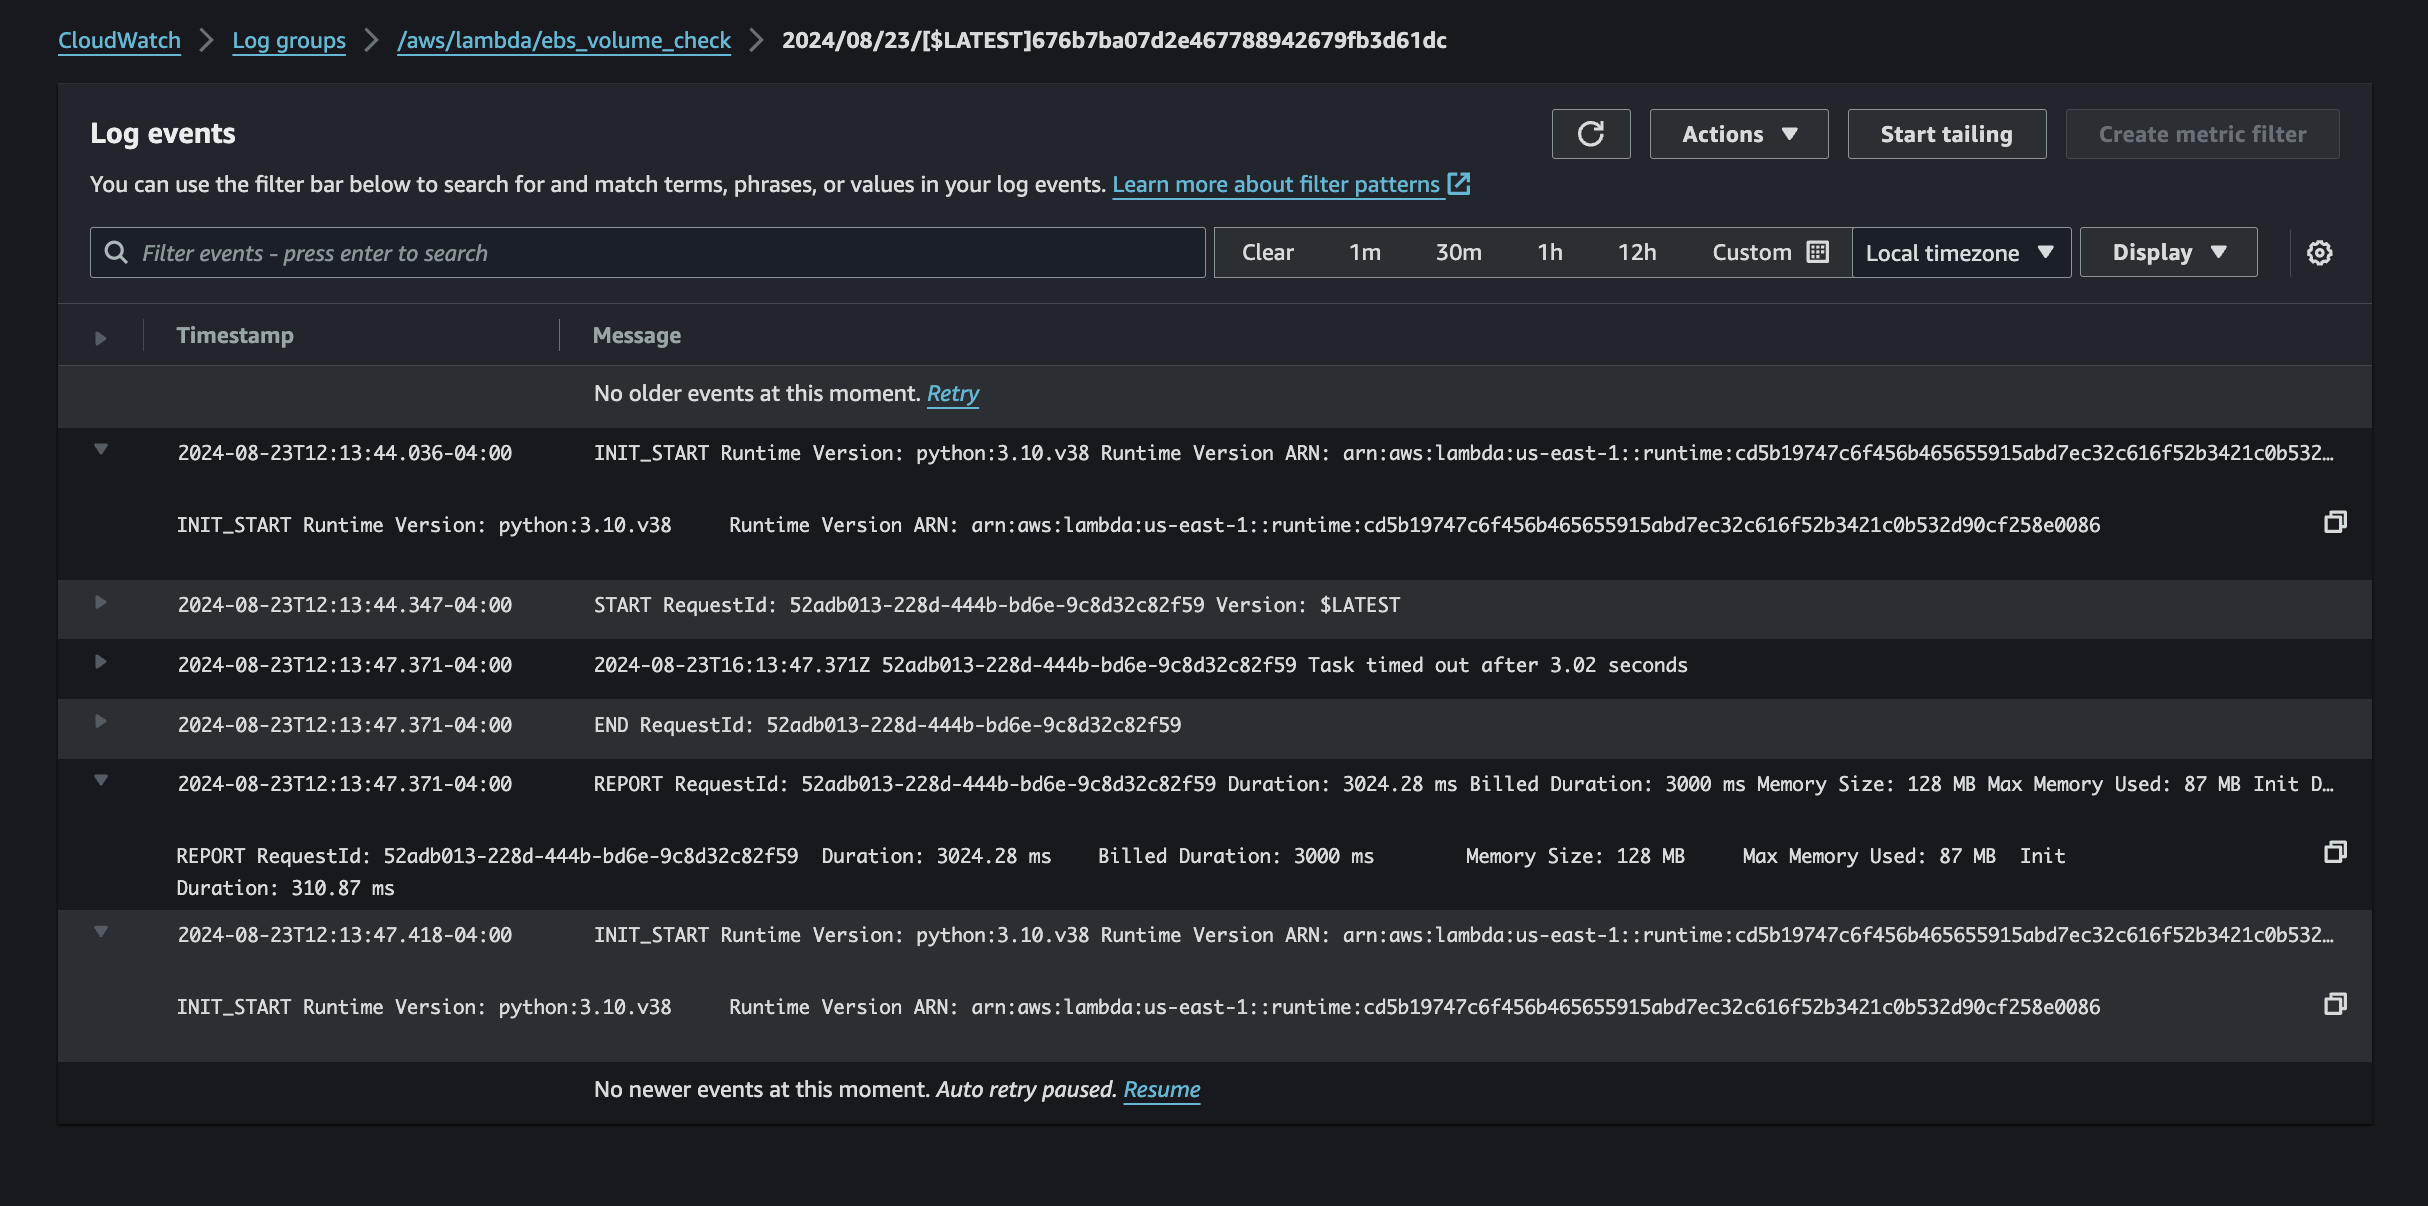 CloudWatch > Log groups > /aws/lambda/ebs_volume_check > 2024/08/23/[$LATEST]676b7ba07d2e467788942679fb3d61dc
Log events
Actions
Start tailing
Create metric filter
You can use the filter bar below to search for and match terms, phrases, or values in your log events. Learn more about filter patterns
Filter events - press enter to search
Clear 1m 30m 1h 12h Custom Local timezone Display
Timestamp Message
No older events at this moment. Retry
2024-08-23T12:13:44.036-04:00 INIT_START Runtime Version: python:3.10.v38 Runtime Version ARN: arn:aws:lambda:us-east-1::runtime:cd5b19747c6f456b465655915abd7ec32c616f52b3421c0b532…
INIT_START Runtime Version: python:3.10.v38 Runtime Version ARN: arn:aws:lambda:us-east-1::runtime:cd5b19747c6f456b465655915abd7ec32c616f52b3421c0b532d90cf258e0086
2024-08-23T12:13:44.347-04:00 START RequestId: 52adb013-228d-444b-bd6e-9c8d32c82f59 Version: $LATEST
2024-08-23T12:13:47.371-04:00 2024-08-23T16:13:47.371Z 52adb013-228d-444b-bd6e-9c8d32c82f59 Task timed out after 3.02 seconds
2024-08-23T12:13:47.371-04:00 END RequestId: 52adb013-228d-444b-bd6e-9c8d32c82f59
2024-08-23T12:13:47.371-04:00 REPORT RequestId: 52adb013-228d-444b-bd6e-9c8d32c82f59 Duration: 3024.28 ms Billed Duration: 3000 ms Memory Size: 128 MB Max Memory Used: 87 MB Init D…
REPORT RequestId: 52adb013-228d-444b-bd6e-9c8d32c82f59 Duration: 3024.28 ms Billed Duration: 3000 ms Memory Size: 128 MB Max Memory Used: 87 MB Init
Duration: 310.87 ms
2024-08-23T12:13:47.418-04:00 INIT_START Runtime Version: python:3.10.v38 Runtime Version ARN: arn:aws:lambda:us-east-1::runtime:cd5b19747c6f456b465655915abd7ec32c616f52b3421c0b532…
INIT_START Runtime Version: python:3.10.v38 Runtime Version ARN: arn:aws:lambda:us-east-1::runtime:cd5b19747c6f456b465655915abd7ec32c616f52b3421c0b532d90cf258e0086
No newer events at this moment. Auto retry paused. Resume